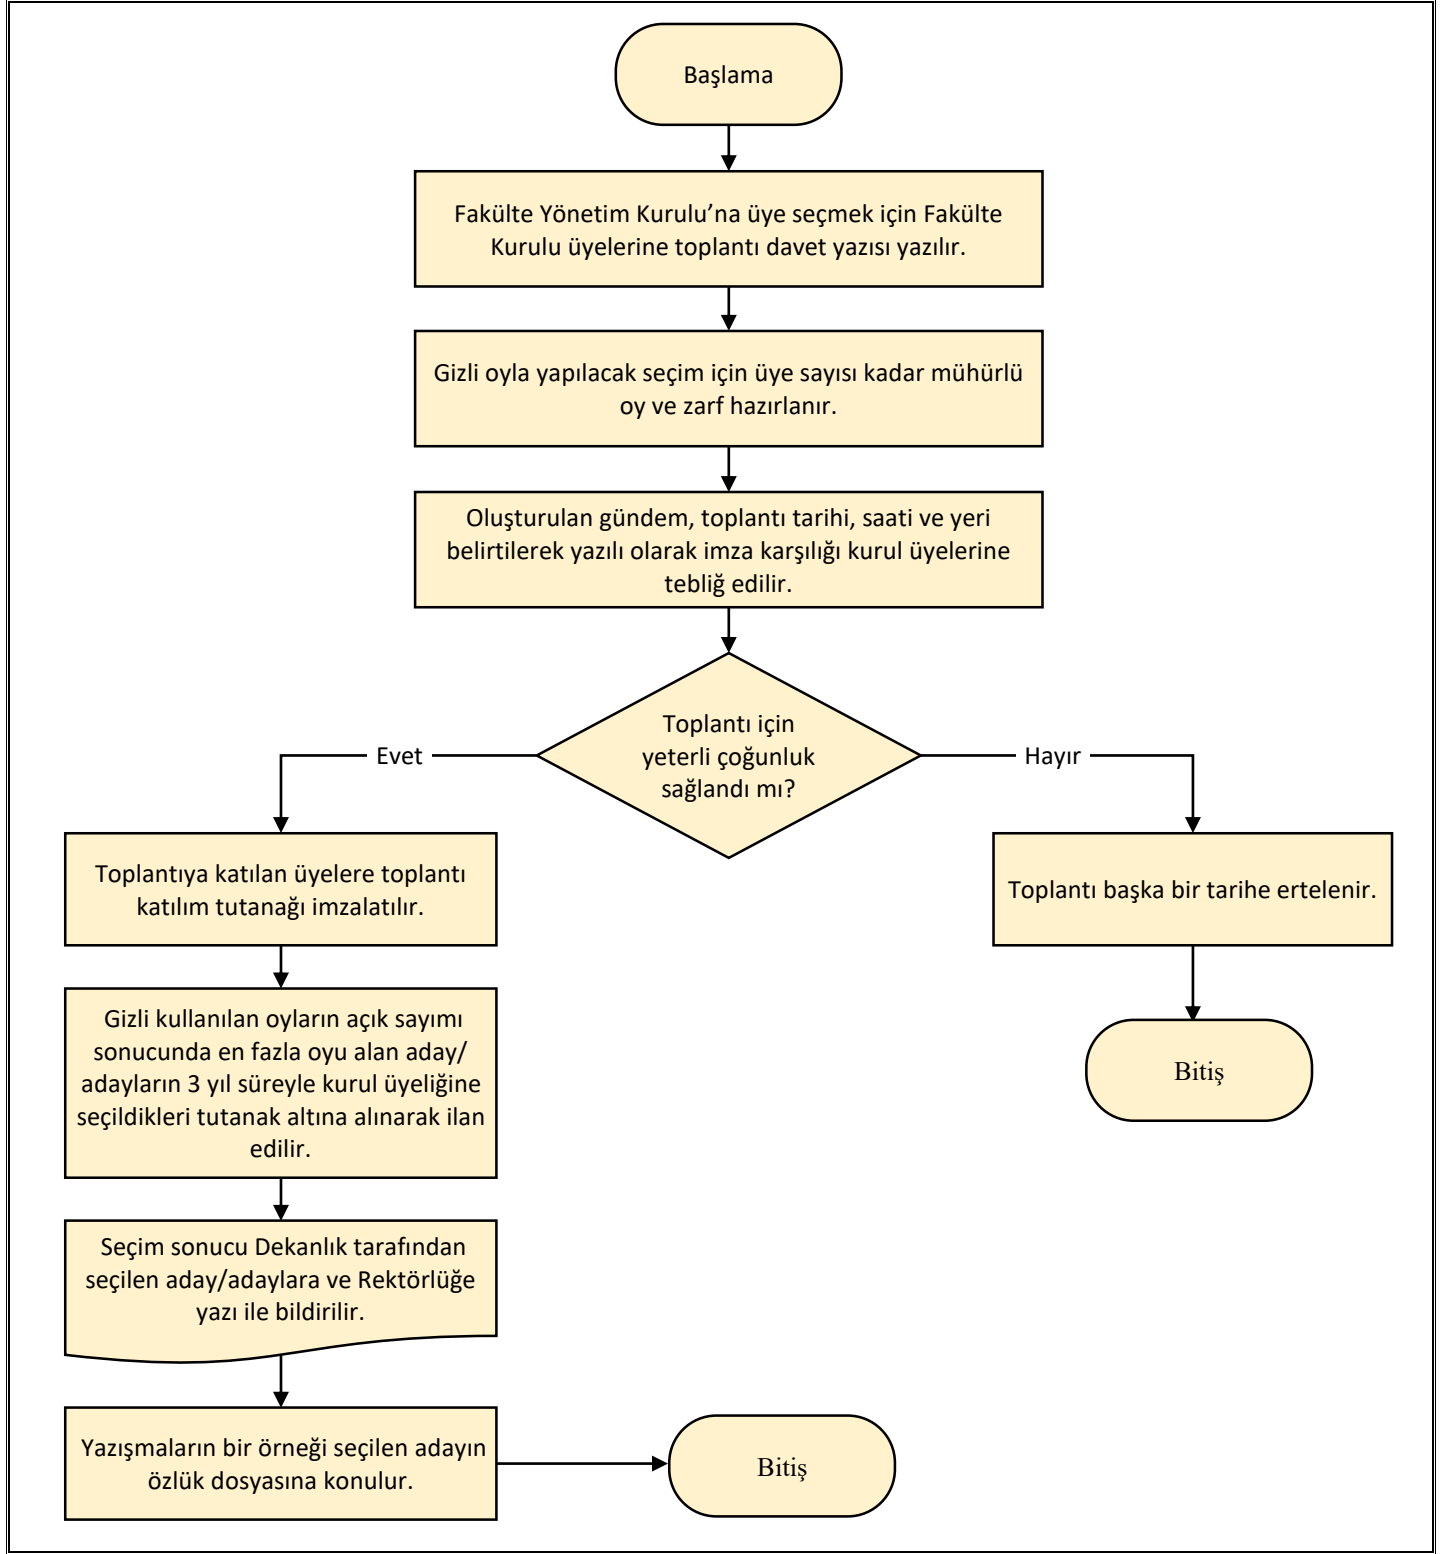 Başlama
Fakülte Yönetim Kurulu’na üye seçmek için Fakülte
Kurulu üyelerine toplantı davet yazısı yazılır.
Gizli oyla yapılacak seçim için üye sayısı kadar mühürlü
oy ve zarf hazırlanır.
Oluşturulan gündem, toplantı tarihi, saati ve yeri
belirtilerek yazılı olarak imza karşılığı kurul üyelerine
tebliğ edilir.
Toplantı için
yeterli çoğunluk
sağlandı mı?
Evet
Hayır
Toplantıya katılan üyelere toplantı
katılım tutanağı imzalatılır.
Toplantı başka bir tarihe ertelenir.
Gizli kullanılan oyların açık sayımı
sonucunda en fazla oyu alan aday/
adayların 3 yıl süreyle kurul üyeliğine
seçildikleri tutanak altına alınarak ilan
edilir.
Bitiş
Seçim sonucu Dekanlık tarafından
seçilen aday/adaylara ve Rektörlüğe
yazı ile bildirilir.
Yazışmaların bir örneği seçilen adayın
özlük dosyasına konulur.
Bitiş